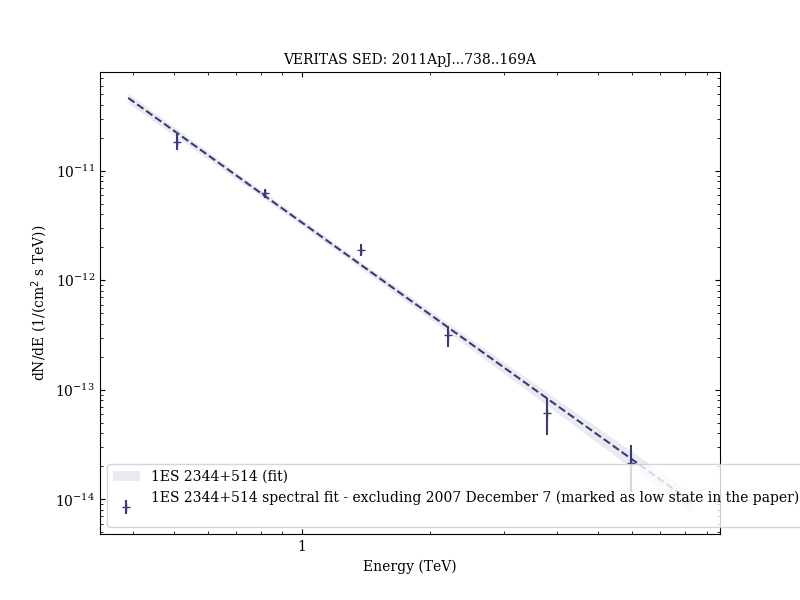 VERITAS SED: 2011ApJ...738..169A
dN/dE (1/(cm² s TeV))
10⁻¹¹
10⁻¹²
10⁻¹³
10⁻¹⁴
1ES 2344+514 (fit)
1ES 2344+514 spectral fit - excluding 2007 December 7 (marked as low state in the paper)
1
Energy (TeV)